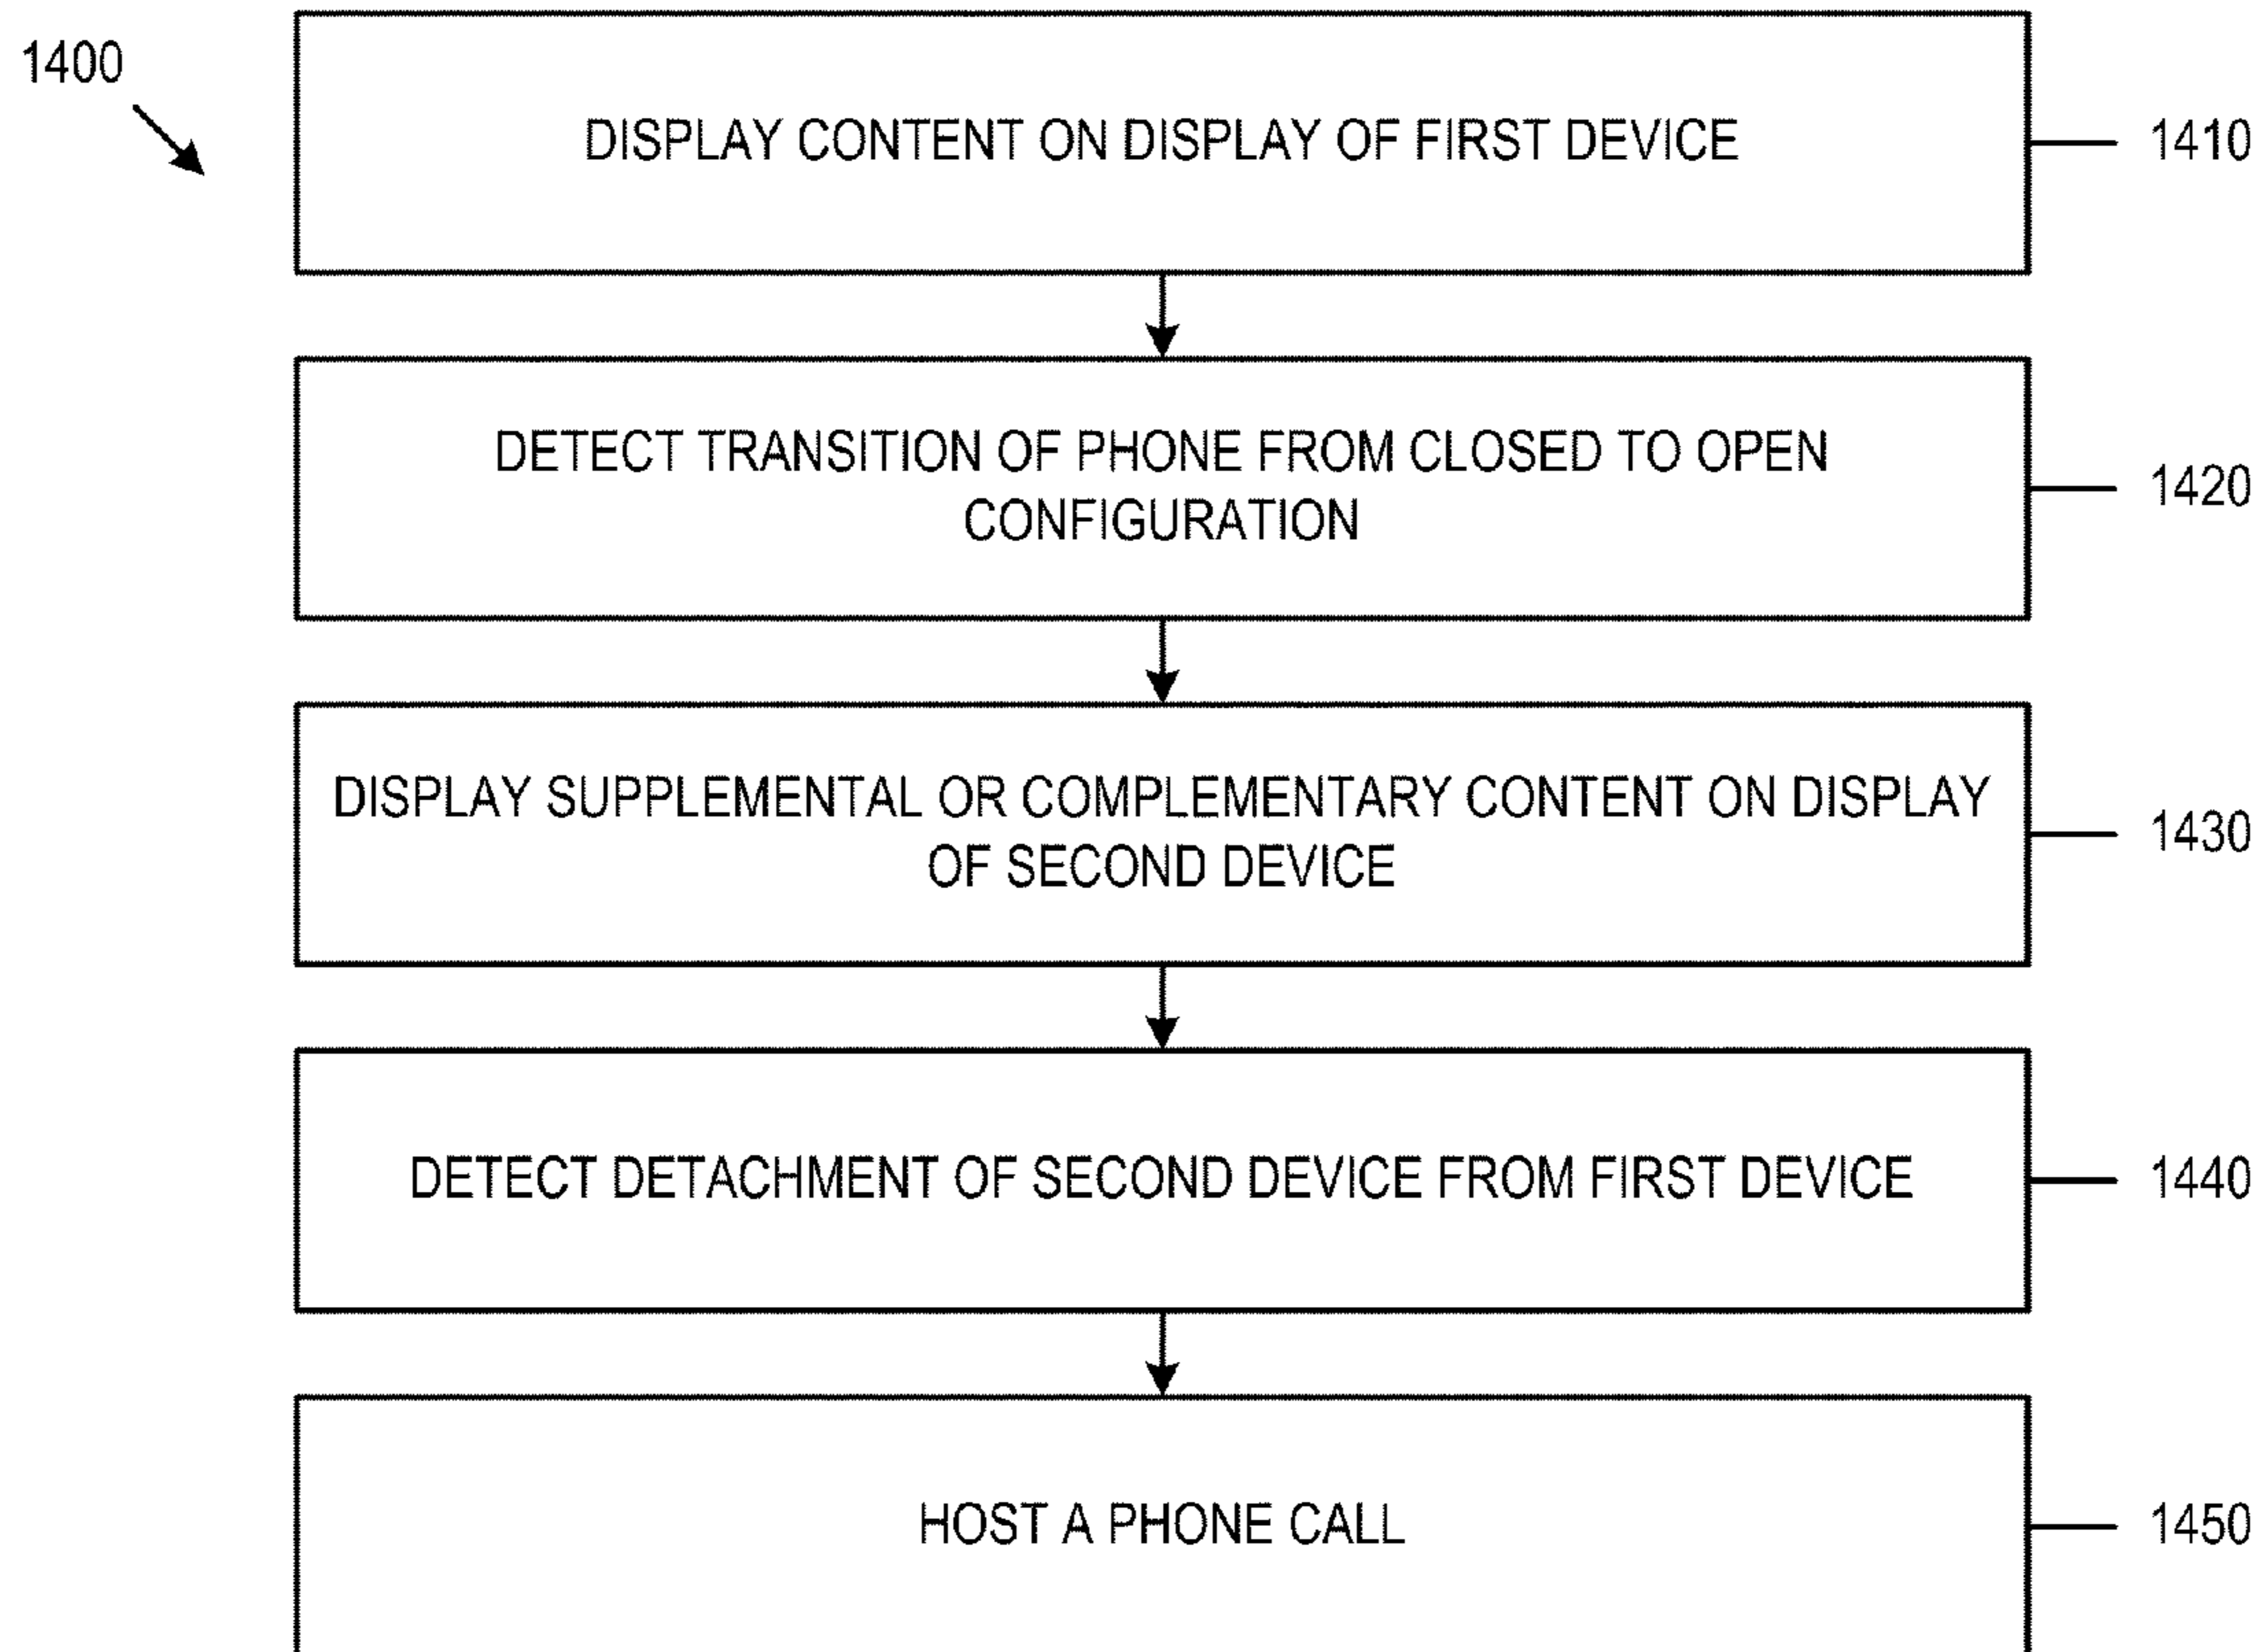 1400
DISPLAY CONTENT ON DISPLAY OF FIRST DEVICE
1410
DETECT TRANSITION OF PHONE FROM CLOSED TO OPEN
CONFIGURATION
1420
DISPLAY SUPPLEMENTAL OR COMPLEMENTARY CONTENT ON DISPLAY
OF SECOND DEVICE
1430
DETECT DETACHMENT OF SECOND DEVICE FROM FIRST DEVICE
1440
HOST A PHONE CALL
1450